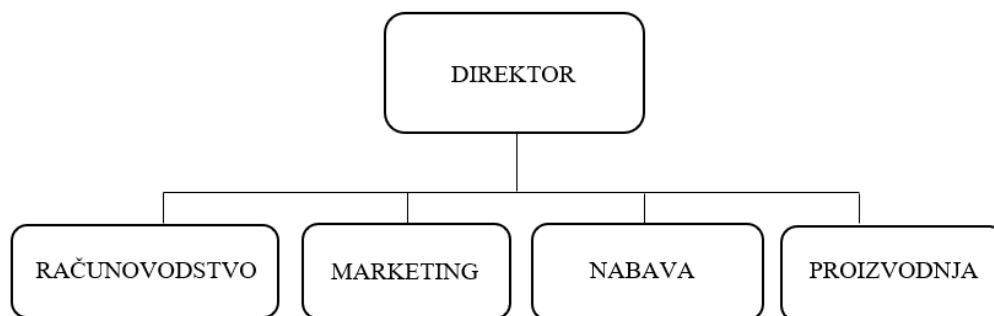 DIREKTOR
RAČUNOVODSTVO
MARKETING
NABAVA
PROIZVODNJA